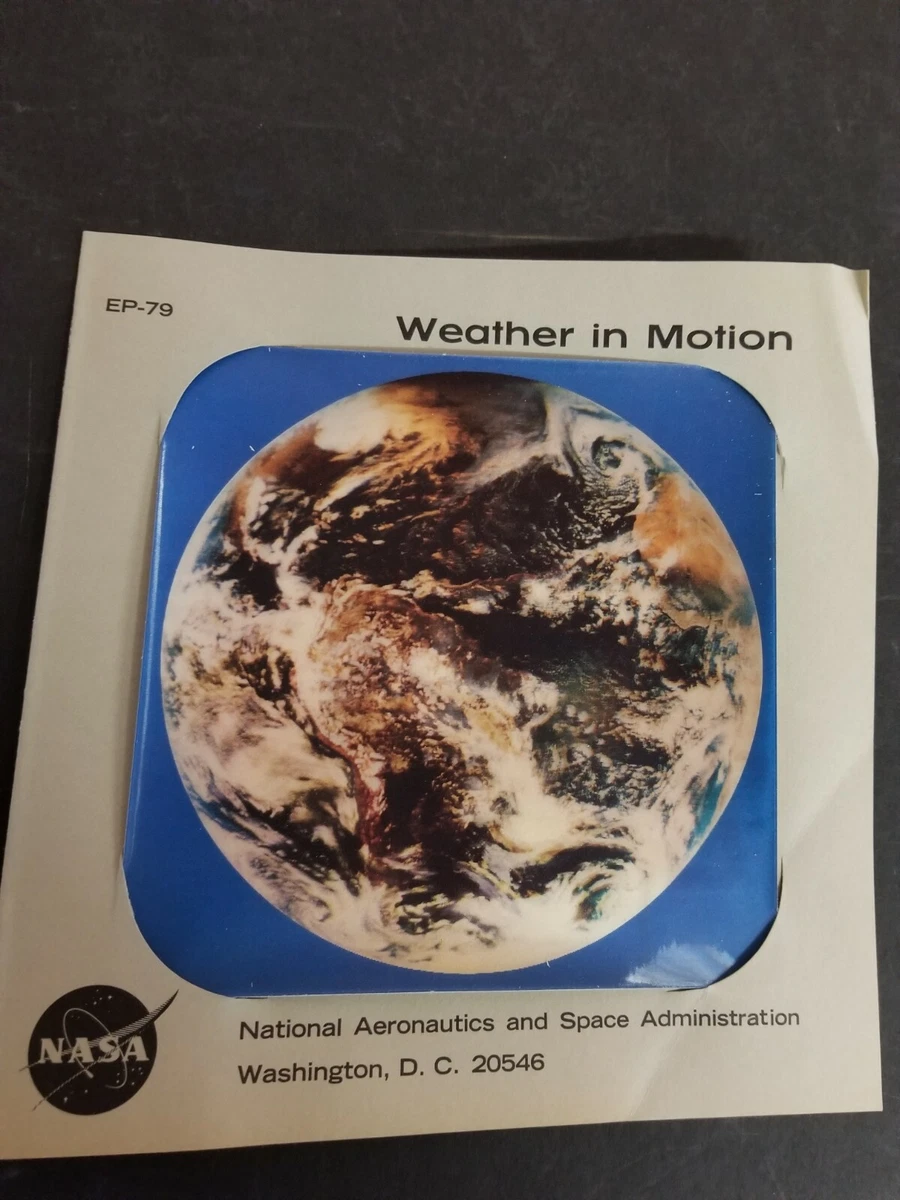 EP-79
Weather in Motion
NASA
National Aeronautics and Space Administration
Washington, D. C. 20546